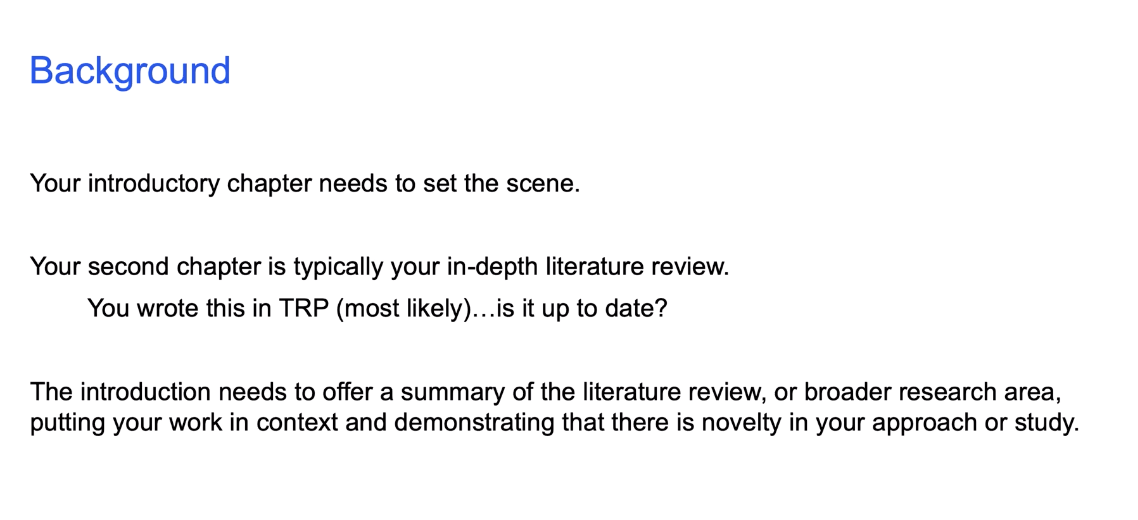 Background
Your introductory chapter needs to set the scene.
Your second chapter is typically your in-depth literature review.
You wrote this in TRP (most likely)…is it up to date?
The introduction needs to offer a summary of the literature review, or broader research area,
putting your work in context and demonstrating that there is novelty in your approach or study.